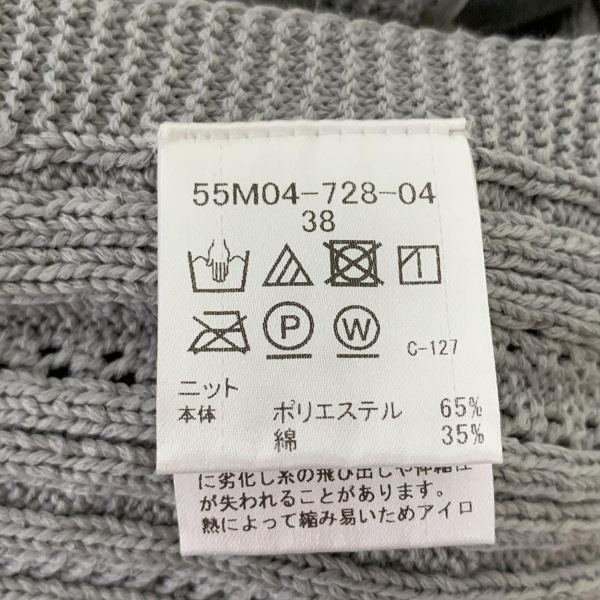 55M04-728-04
38
P W C-127
ニット
本体 ポリエステル 65%
綿 35%
に劣化し糸の飛び出しや伸縮性
が失われることがあります。
熱によって縮み易いためアイロ